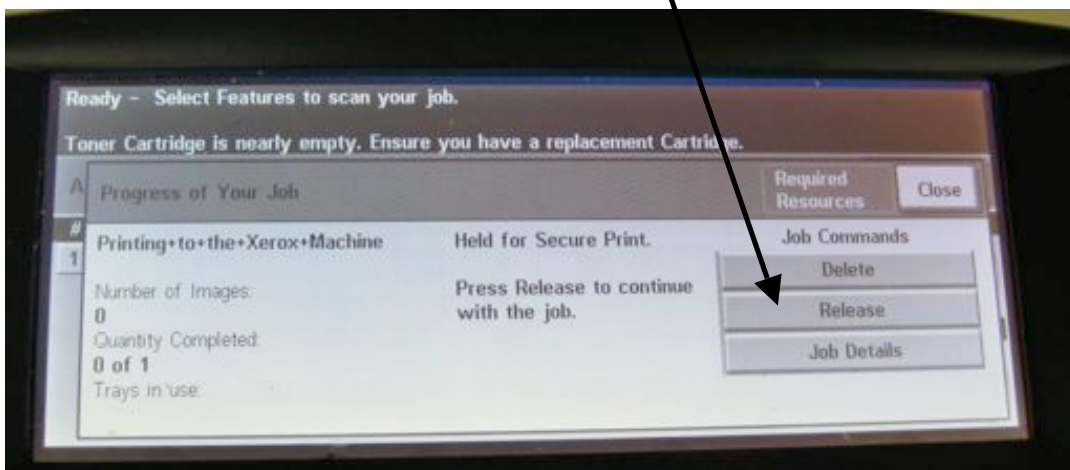 Ready - Select Features to scan your job.
Toner Cartridge is nearly empty. Ensure you have a replacement Cartridge.
A
Progress of Your Job
Required
Resources
Close
#
1
Printing+to+the+Xerox+Machine
Held for Secure Print.
Job Commands
Delete
Number of Images:
0
Press Release to continue
with the job.
Release
Quantity Completed:
0 of 1
Job Details
Trays in use: